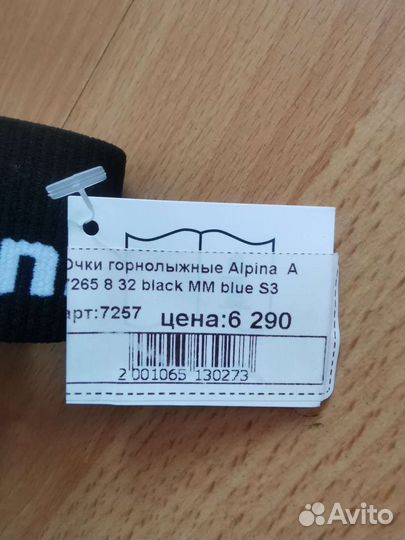 n
Очки горнолыжные Alpina A
7265 8 32 black MM blue S3
арт:7257 цена:6 290
2 001065 130273
Avito